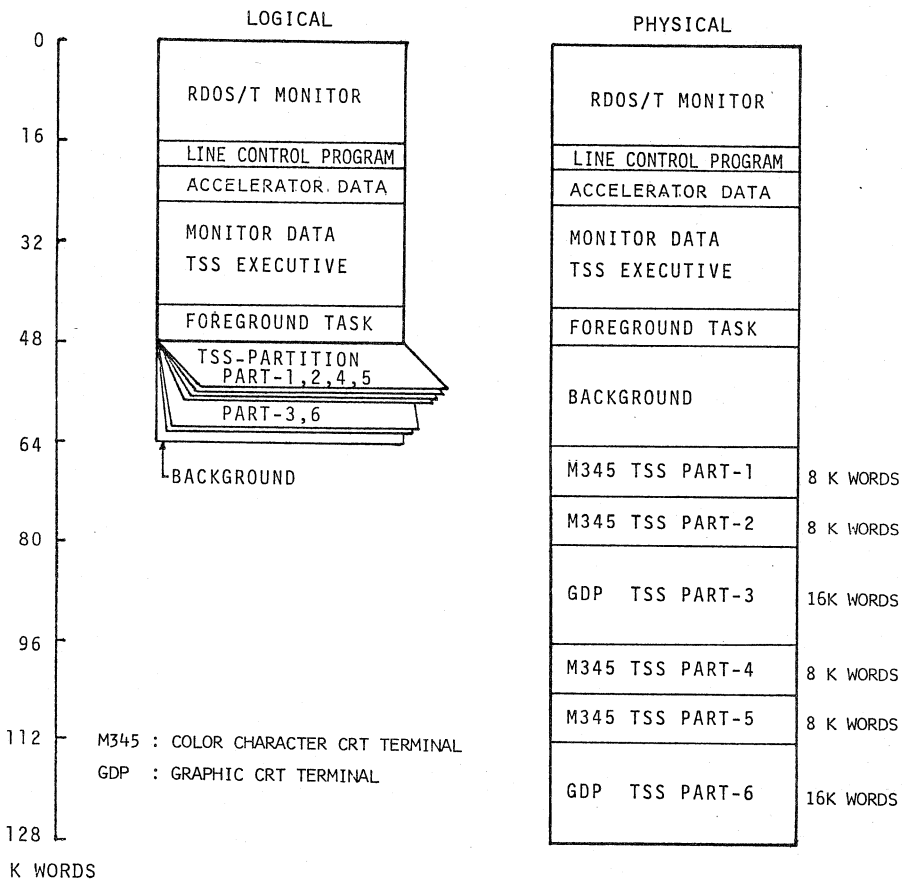 LOGICAL
PHYSICAL
0
16
32
48
64
80
96
112
128
K WORDS
RDOS/T MONITOR
LINE CONTROL PROGRAM
ACCELERATOR DATA
MONITOR DATA
TSS EXECUTIVE
FOREGROUND TASK
TSS-PARTITION
PART-1,2,4,5
PART-3,6
BACKGROUND
M345 : COLOR CHARACTER CRT TERMINAL
GDP : GRAPHIC CRT TERMINAL
RDOS/T MONITOR
LINE CONTROL PROGRAM
ACCELERATOR DATA
MONITOR DATA
TSS EXECUTIVE
FOREGROUND TASK
BACKGROUND
M345 TSS PART-1 8 K WORDS
M345 TSS PART-2 8 K WORDS
GDP TSS PART-3 16K WORDS
M345 TSS PART-4 8 K WORDS
M345 TSS PART-5 8 K WORDS
GDP TSS PART-6 16K WORDS